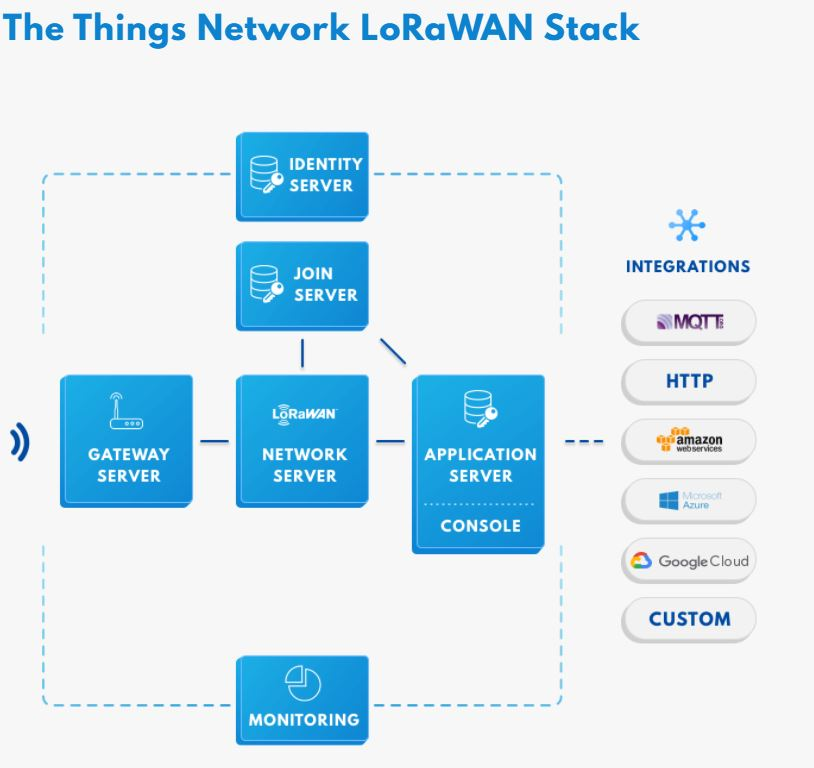 The Things Network LoRaWAN Stack
IDENTITY
SERVER
JOIN
SERVER
GATEWAY
SERVER
LoRaWAN
NETWORK
SERVER
APPLICATION
SERVER
CONSOLE
MONITORING
INTEGRATIONS
MQTT
HTTP
amazon
webservices
Microsoft
Azure
Google Cloud
CUSTOM